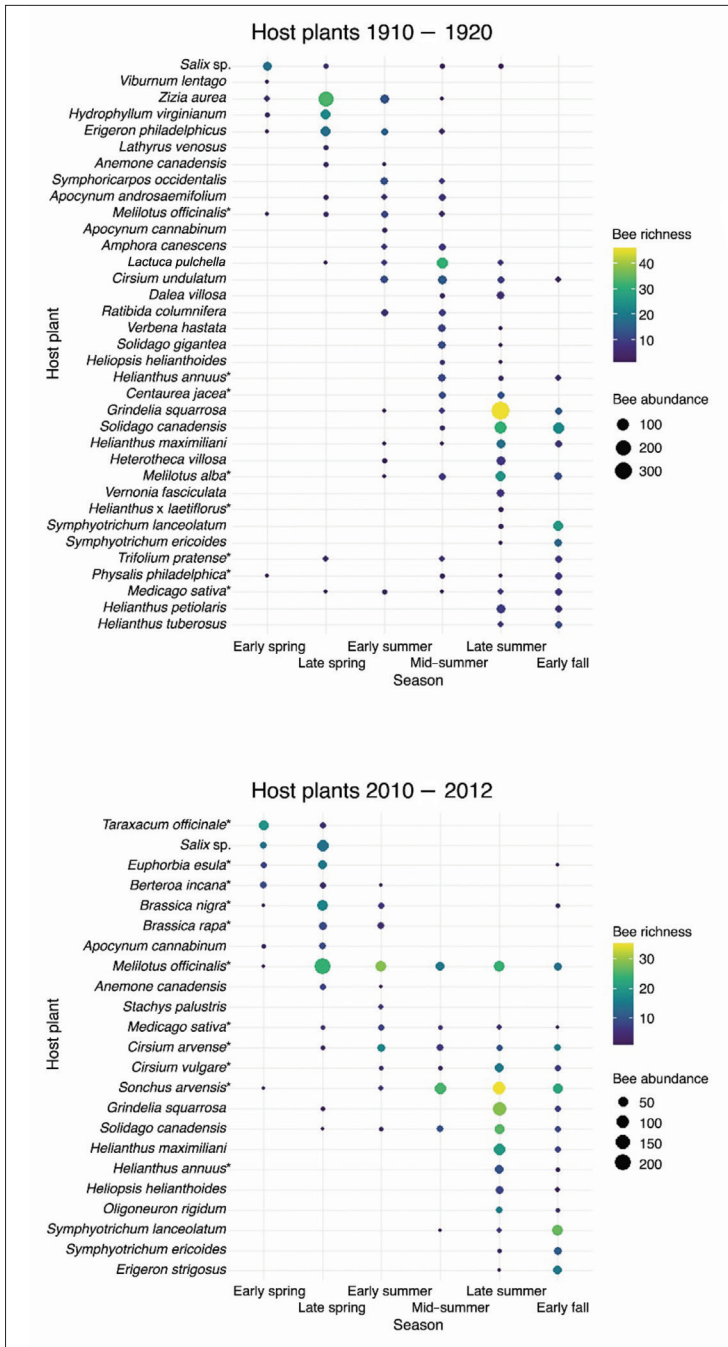 Host plants 1910 – 1920
Host plant
Salix sp.
Viburnum lentago
Zizia aurea
Hydrophyllum virginianum
Erigeron philadelphicus
Lathyrus venosus
Anemone canadensis
Symphoricarpos occidentalis
Apocynum androsaemifolium
Melilotus officinalis*
Apocynum cannabinum
Amphora canescens
Lactuca pulchella
Cirsium undulatum
Dalea villosa
Ratibida columnifera
Verbena hastata
Solidago gigantea
Heliopsis helianthoides
Helianthus annuus*
Centaurea jacea*
Grindelia squarrosa
Solidago canadensis
Helianthus maximiliani
Heterotheca villosa
Melilotus alba*
Vernonia fasciculata
Helianthus x laetiflorus*
Symphyotrichum lanceolatum
Symphyotrichum ericoides
Trifolium pratense*
Physalis philadelphica*
Medicago sativa*
Helianthus petiolaris
Helianthus tuberosus
Early spring
Late spring
Early summer
Mid–summer
Late summer
Early fall
Season
Bee richness
40
30
20
10
Bee abundance
100
200
300
Host plants 2010 – 2012
Host plant
Taraxacum officinale*
Salix sp.
Euphorbia esula*
Berteroa incana*
Brassica nigra*
Brassica rapa*
Apocynum cannabinum
Melilotus officinalis*
Anemone canadensis
Stachys palustris
Medicago sativa*
Cirsium arvense*
Cirsium vulgare*
Sonchus arvensis*
Grindelia squarrosa
Solidago canadensis
Helianthus maximiliani
Helianthus annuus*
Heliopsis helianthoides
Oligoneuron rigidum
Symphyotrichum lanceolatum
Symphyotrichum ericoides
Erigeron strigosus
Early spring
Late spring
Early summer
Mid–summer
Late summer
Early fall
Season
Bee richness
30
20
10
Bee abundance
50
100
150
200